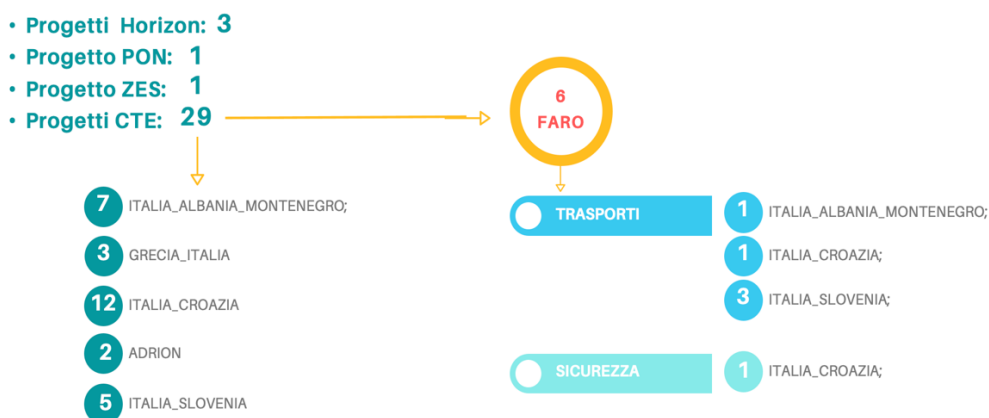 • Progetti Horizon: 3
• Progetto PON: 1
• Progetto ZES: 1
• Progetti CTE: 29
6
FARO
7 ITALIA_ALBANIA_MONTENEGRO;
3 GRECIA_ITALIA
12 ITALIA_CROAZIA
2 ADRION
5 ITALIA_SLOVENIA
TRASPORTI
1 ITALIA_ALBANIA_MONTENEGRO;
1 ITALIA_CROAZIA;
3 ITALIA_SLOVENIA;
SICUREZZA
1 ITALIA_CROAZIA;